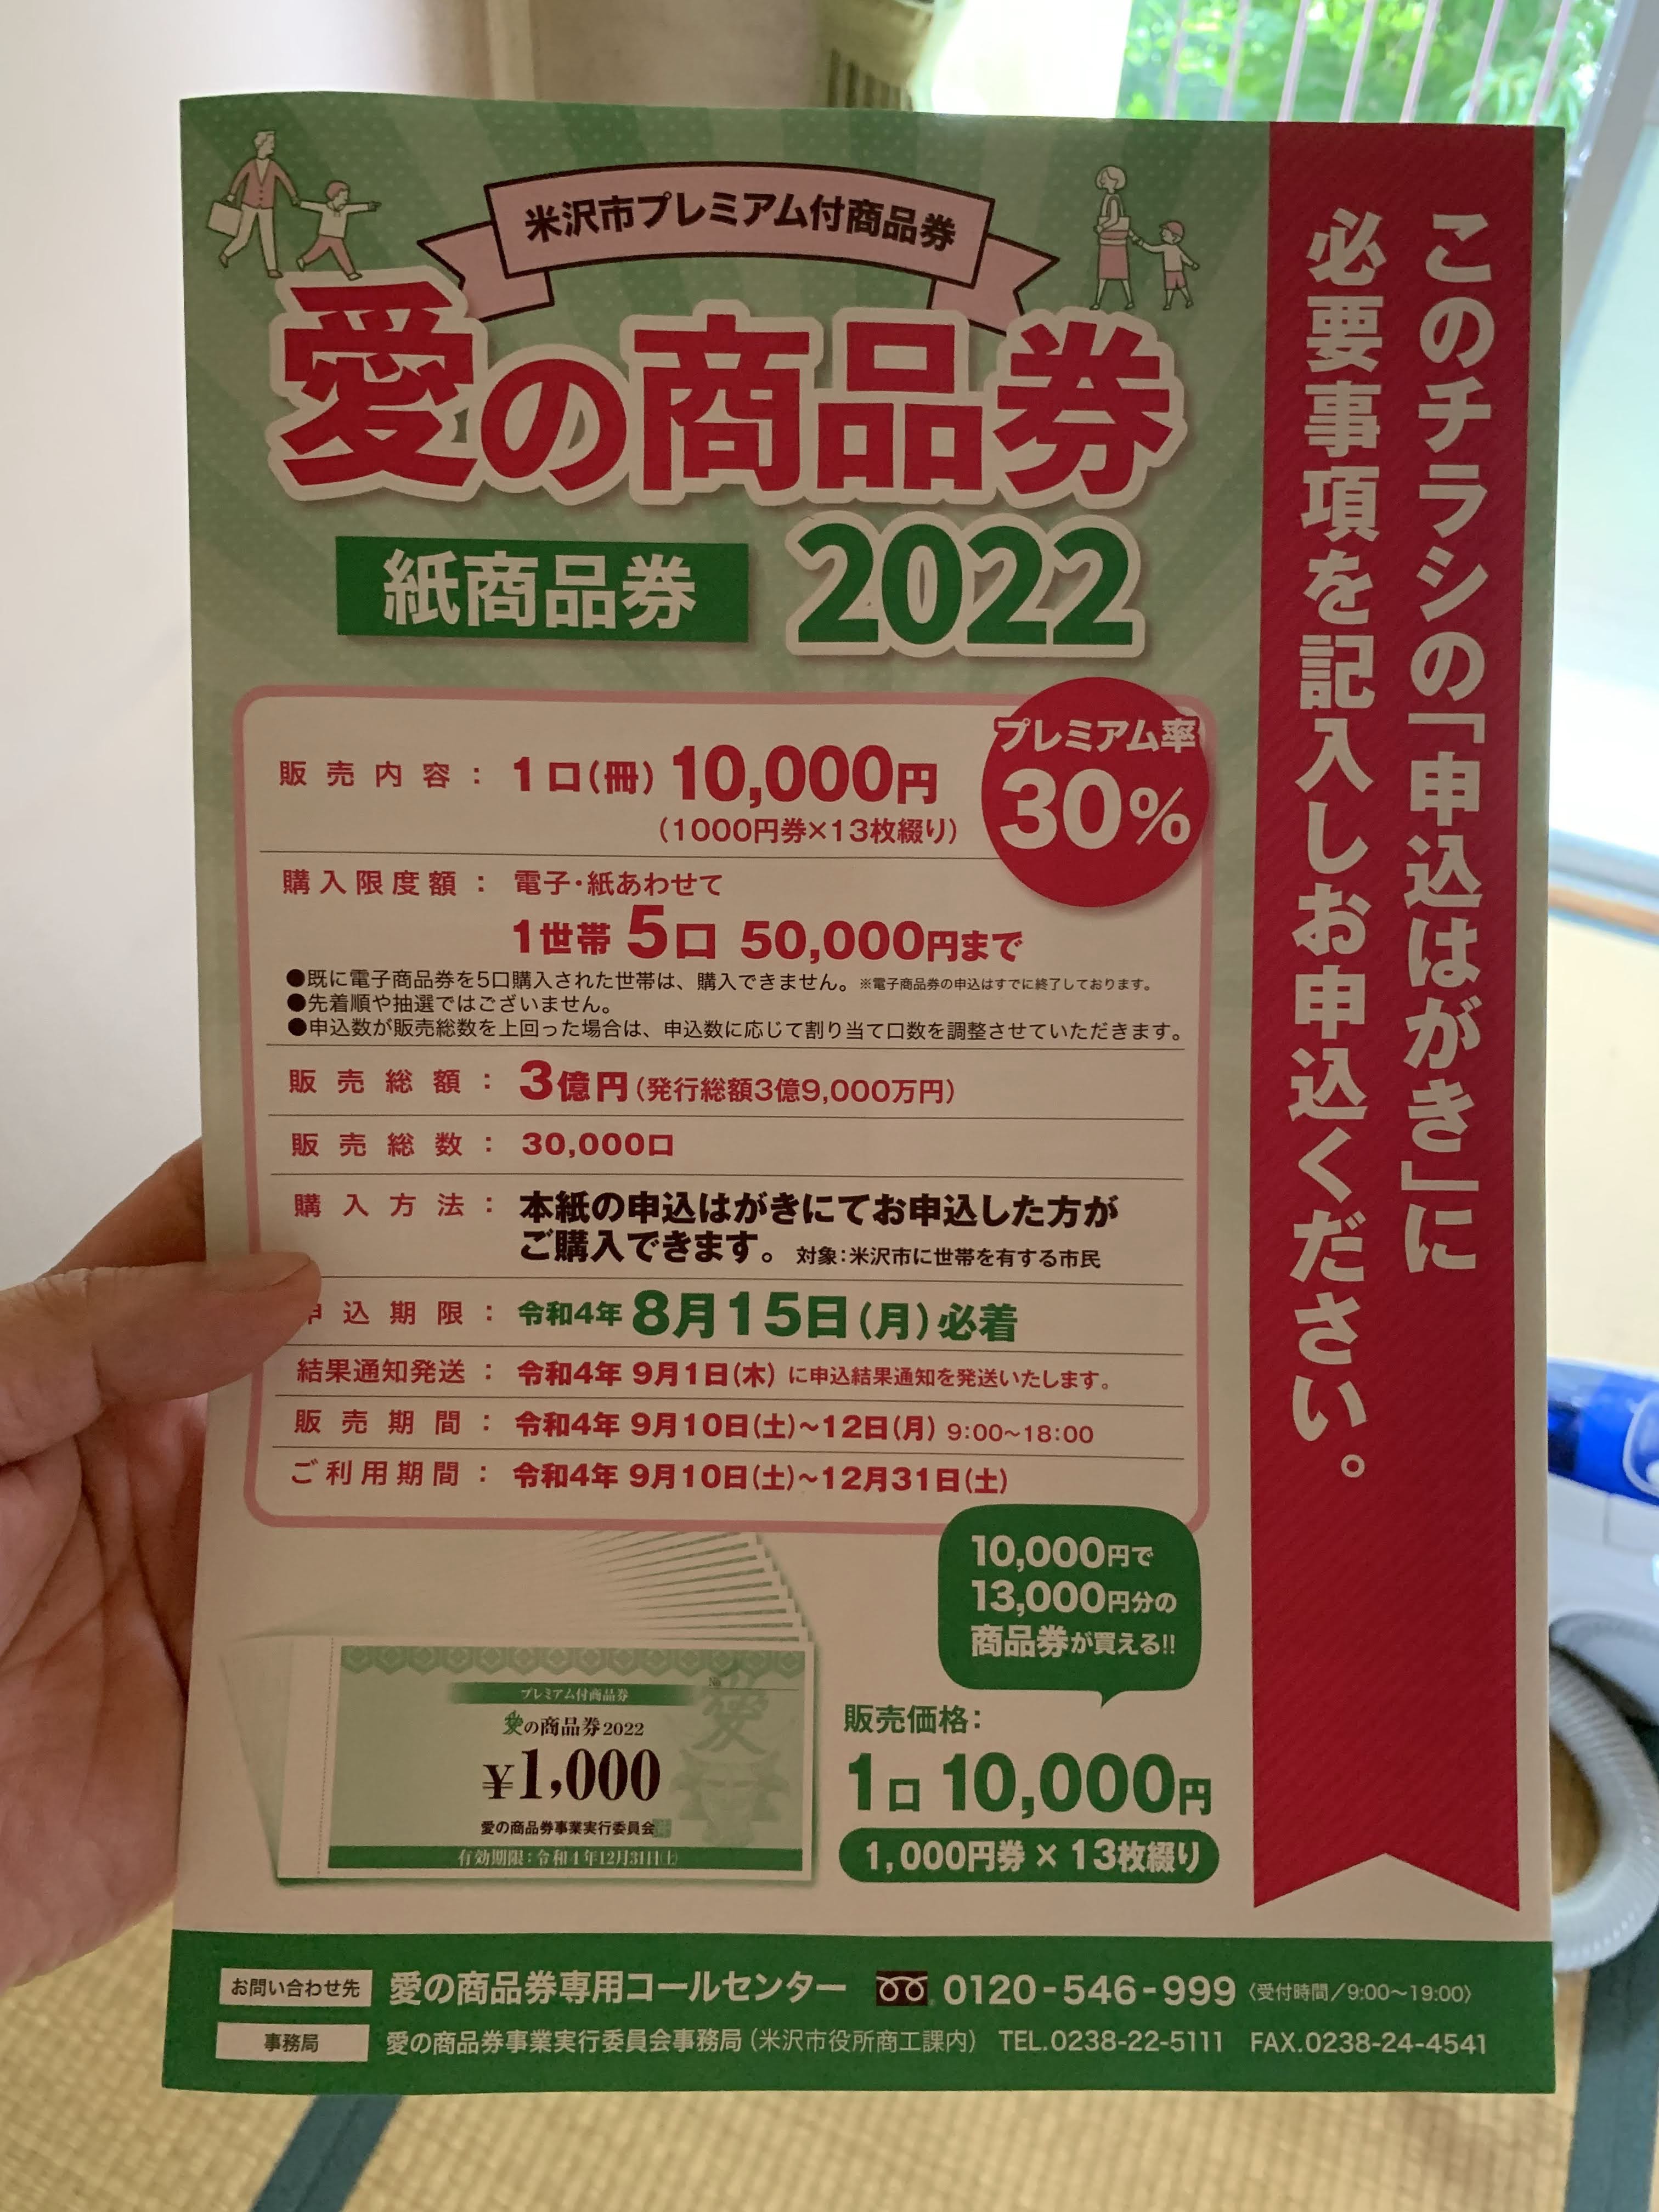 米沢市プレミアム付商品券
愛の商品券
紙商品券 2022
このチラシの「申込はがき」に
必要事項を記入しお申込ください。
プレミアム率
30%
販売内容: 1口(冊) 10,000円
(1000円券×13枚綴り)
購入限度額: 電子・紙あわせて
1世帯 5口 50,000円まで
●既に電子商品券を5口購入された世帯は、購入できません。※電子商品券の申込はすでに終了しております。
●先着順や抽選ではございません。
●申込数が販売総数を上回った場合は、申込数に応じて割り当て口数を調整させていただきます。
販売総額: 3億円(発行総額3億9,000万円)
販売総数: 30,000口
購入方法: 本紙の申込はがきにてお申込した方が
ご購入できます。 対象:米沢市に世帯を有する市民
申込期限: 令和4年 8月15日(月)必着
結果通知発送: 令和4年 9月1日(木)に申込結果通知を発送いたします。
販売期間: 令和4年 9月10日(土)~12日(月) 9:00~18:00
ご利用期間: 令和4年 9月10日(土)~12月31日(土)
10,000円で
13,000円分の
商品券が買える!!
プレミアム付商品券
No
愛
愛の商品券2022
¥1,000
愛の商品券事業実行委員会
有効期限:令和4年12月31日(土)
販売価格:
1口 10,000円
1,000円券×13枚綴り
お問い合わせ先 愛の商品券専用コールセンター 0120-546-999〈受付時間/9:00~19:00〉
事務局 愛の商品券事業実行委員会事務局(米沢市役所商工課内) TEL.0238-22-5111 FAX.0238-24-4541